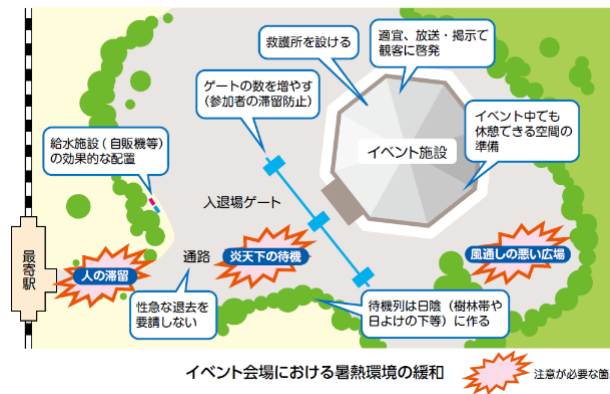 救護所を設ける
適宜、放送・掲示で
観客に啓発
ゲートの数を増やす
(参加者の滞留防止)
イベント中でも
休憩できる空間の
準備
給水施設(自販機等)
の効果的な配置
イベント施設
入退場ゲート
最寄駅
人の滞留
通路
炎天下の待機
風通しの悪い広場
性急な退去を
要請しない
待機列は日陰(樹林帯や
日よけの下等)に作る
イベント会場における暑熱環境の緩和
注意が必要な箇